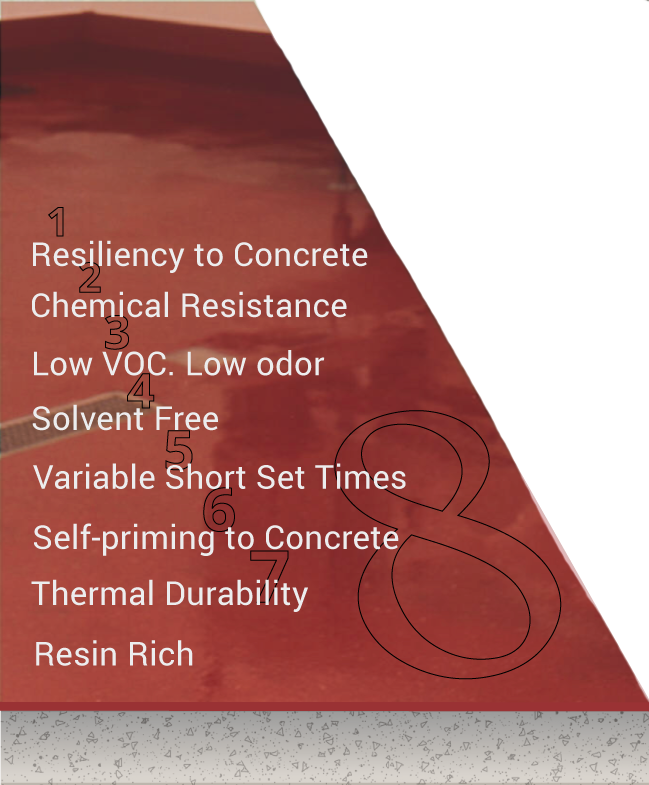 1
Resiliency to Concrete
2
Chemical Resistance
3
Low VOC. Low odor
4
Solvent Free
5
Variable Short Set Times
6
Self-priming to Concrete
7
Thermal Durability
8
Resin Rich